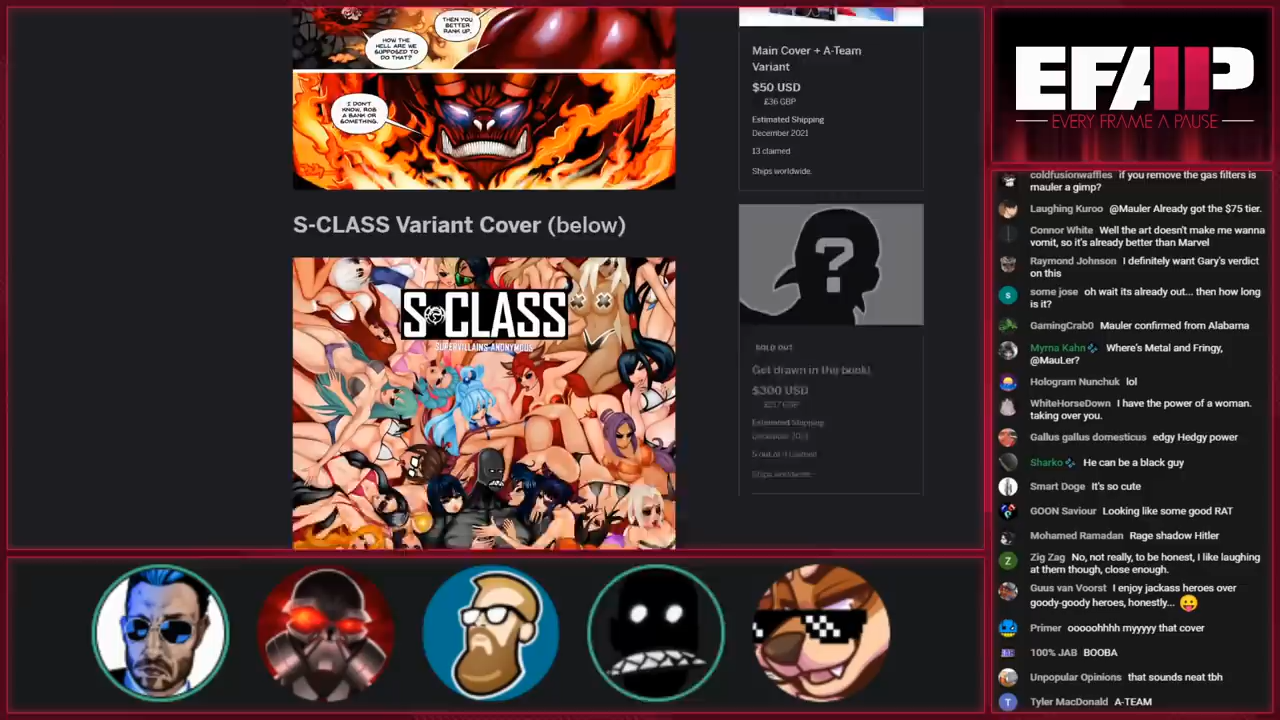 THEN YOU
BETTER
RANK UP.
HOW THE
HELL ARE WE
SUPPOSED TO
DO THAT?
I DON'T
KNOW, ROB
A BANK OR
SOMETHING.
S-CLASS Variant Cover (below)
S-CLASS
SUPERVILLAINS ANONYMOUS
Main Cover + A-Team
Variant
$50 USD
£36 GBP
Estimated Shipping
December 2021
13 claimed
Ships worldwide.
?
SOLD OUT
Get drawn in the book!
$300 USD
£217 GBP
Estimated Shipping
December 2021
Ships worldwide.
EFAP
EVERY FRAME A PAUSE
coldfusionwaffles if you remove the gas filters is
mauler a gimp?
Laughing Kuroo @Mauler Already got the $75 tier.
Connor White Well the art doesn't make me wanna
vomit, so it's already better than Marvel
Raymond Johnson I definitely want Gary's verdict
on this
some jose oh wait its already out... then how long
is it?
GamingCrab0 Mauler confirmed from Alabama
Myrna Kahn Where's Metal and Fringy,
@MauLer?
Hologram Nunchuk lol
WhiteHorseDown I have the power of a woman.
taking over you.
Gallus gallus domesticus edgy Hedgy power
Sharko He can be a black guy
Smart Doge It's so cute
GOON Saviour Looking like some good RAT
Mohamed Ramadan Rage shadow Hitler
Zig Zag No, not really, to be honest, I like laughing
at them though, close enough.
Guus van Voorst I enjoy jackass heroes over
goody-goody heroes, honestly...
Primer ooooohhhh myyyyy that cover
100% JAB BOOBA
Unpopular Opinions that sounds neat tbh
Tyler MacDonald A-TEAM